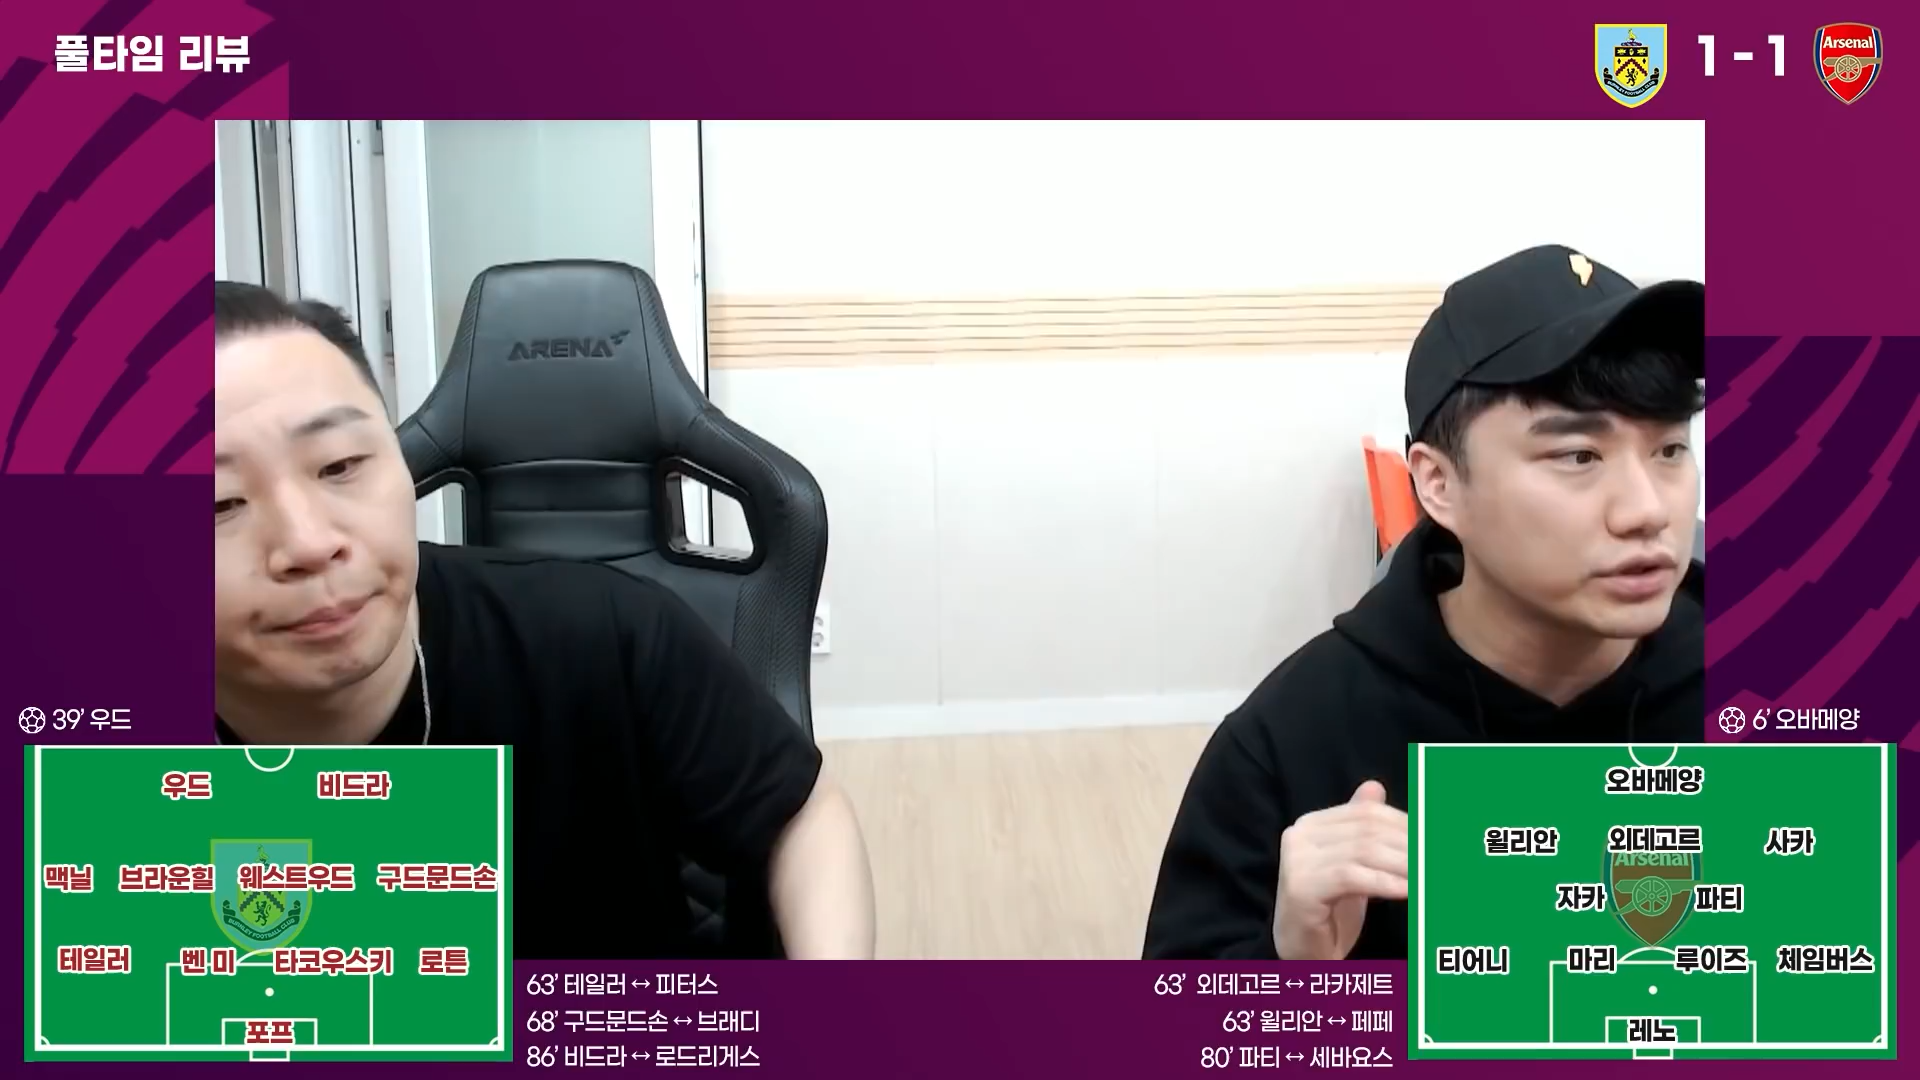 풀타임 리뷰
1 - 1
Arsenal
ARENA
39’ 우드
6’ 오바메양
우드 비드라
맥닐 브라운힐 웨스트우드 구드문드손
테일러 벤 미 타코우스키 로튼
포프
오바메양
윌리안 외데고르 사카
Arsenal
자카 파티
티어니 마리 루이즈 체임버스
레노
63’ 테일러 ↔ 피터스
68’ 구드문드손 ↔ 브래디
86’ 비드라 ↔ 로드리게스
63’ 외데고르 ↔ 라카제트
63’ 윌리안 ↔ 페페
80’ 파티 ↔ 세바요스